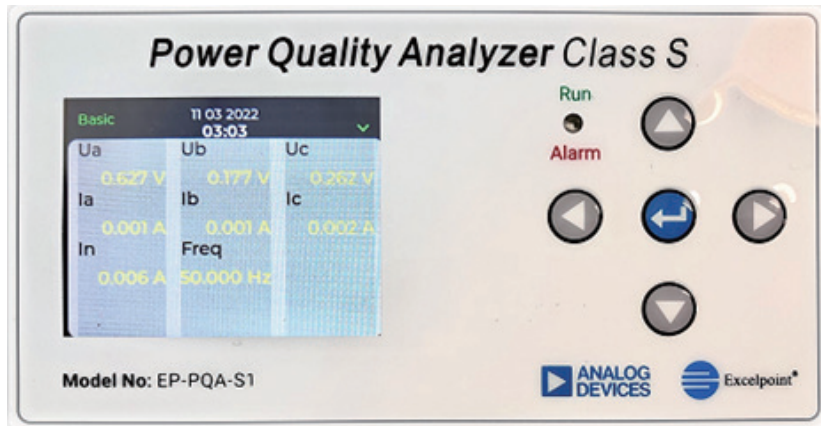 Power Quality Analyzer Class S
Basic
11 03 2022
03:03
Ua Ub Uc
0.627 V 0.177 V 0.262 V
Ia Ib Ic
0.001 A 0.001 A 0.002 A
In Freq
0.006 A 50.000 Hz
Run
Alarm
Model No: EP-PQA-S1
ANALOG
DEVICES
Excelpoint®